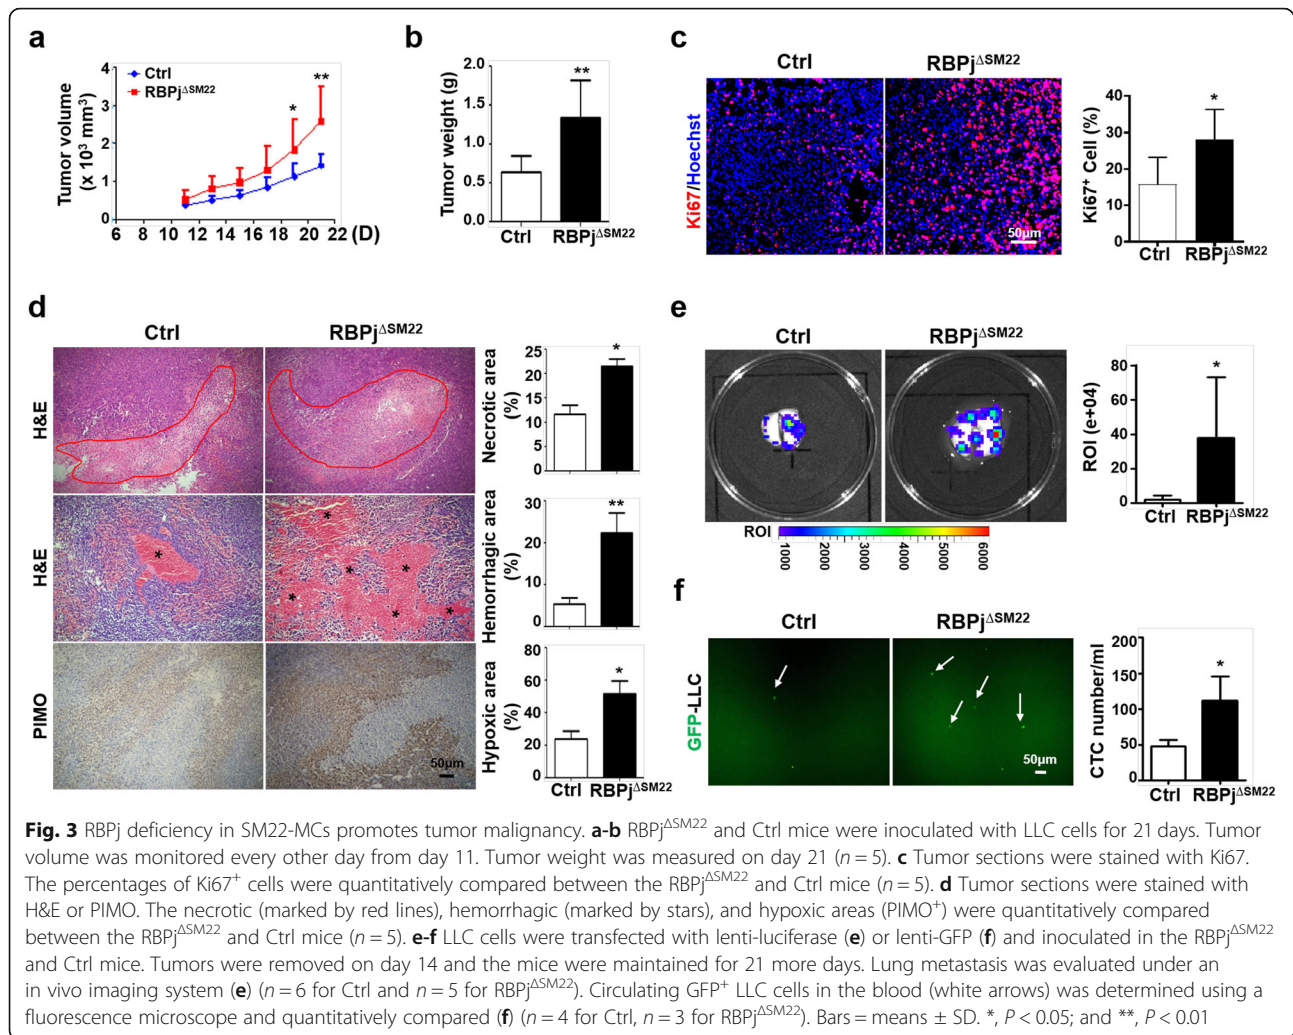 a
Ctrl
RBPj^ΔSM22
Tumor volume
(x 10³ mm³)
4
3
2
1
0
*
**
6 8 10 12 14 16 18 20 22 (D)
b
Tumor weight (g)
2.0
1.5
1.0
0.5
0.0
**
Ctrl RBPj^ΔSM22
c
Ctrl RBPj^ΔSM22
Ki67/Hoechst
50μm
Ki67⁺ Cell (%)
40
30
20
10
0
*
Ctrl RBPj^ΔSM22
d
Ctrl RBPj^ΔSM22
H&E
Necrotic area
(%)
25
20
15
10
5
0
*
H&E
* * * * * *
Hemorrhagic area
(%)
30
20
10
0
**
PIMO
50μm
Hypoxic area
(%)
80
60
40
20
0
*
Ctrl RBPj^ΔSM22
e
Ctrl RBPj^ΔSM22
ROI
1000 2000 3000 4000 5000 6000
ROI (e+04)
80
60
40
20
0
*
Ctrl RBPj^ΔSM22
f
Ctrl RBPj^ΔSM22
GFP-LLC
50μm
CTC number/ml
200
150
100
50
0
*
Ctrl RBPj^ΔSM22
Fig. 3 RBPj deficiency in SM22-MCs promotes tumor malignancy. a-b RBPj^ΔSM22 and Ctrl mice were inoculated with LLC cells for 21 days. Tumor
volume was monitored every other day from day 11. Tumor weight was measured on day 21 (n = 5). c Tumor sections were stained with Ki67.
The percentages of Ki67⁺ cells were quantitatively compared between the RBPj^ΔSM22 and Ctrl mice (n = 5). d Tumor sections were stained with
H&E or PIMO. The necrotic (marked by red lines), hemorrhagic (marked by stars), and hypoxic areas (PIMO⁺) were quantitatively compared
between the RBPj^ΔSM22 and Ctrl mice (n = 5). e-f LLC cells were transfected with lenti-luciferase (e) or lenti-GFP (f) and inoculated in the RBPj^ΔSM22
and Ctrl mice. Tumors were removed on day 14 and the mice were maintained for 21 more days. Lung metastasis was evaluated under an
in vivo imaging system (e) (n = 6 for Ctrl and n = 5 for RBPj^ΔSM22). Circulating GFP⁺ LLC cells in the blood (white arrows) was determined using a
fluorescence microscope and quantitatively compared (f) (n = 4 for Ctrl, n = 3 for RBPj^ΔSM22). Bars = means ± SD. *, P < 0.05; and **, P < 0.01